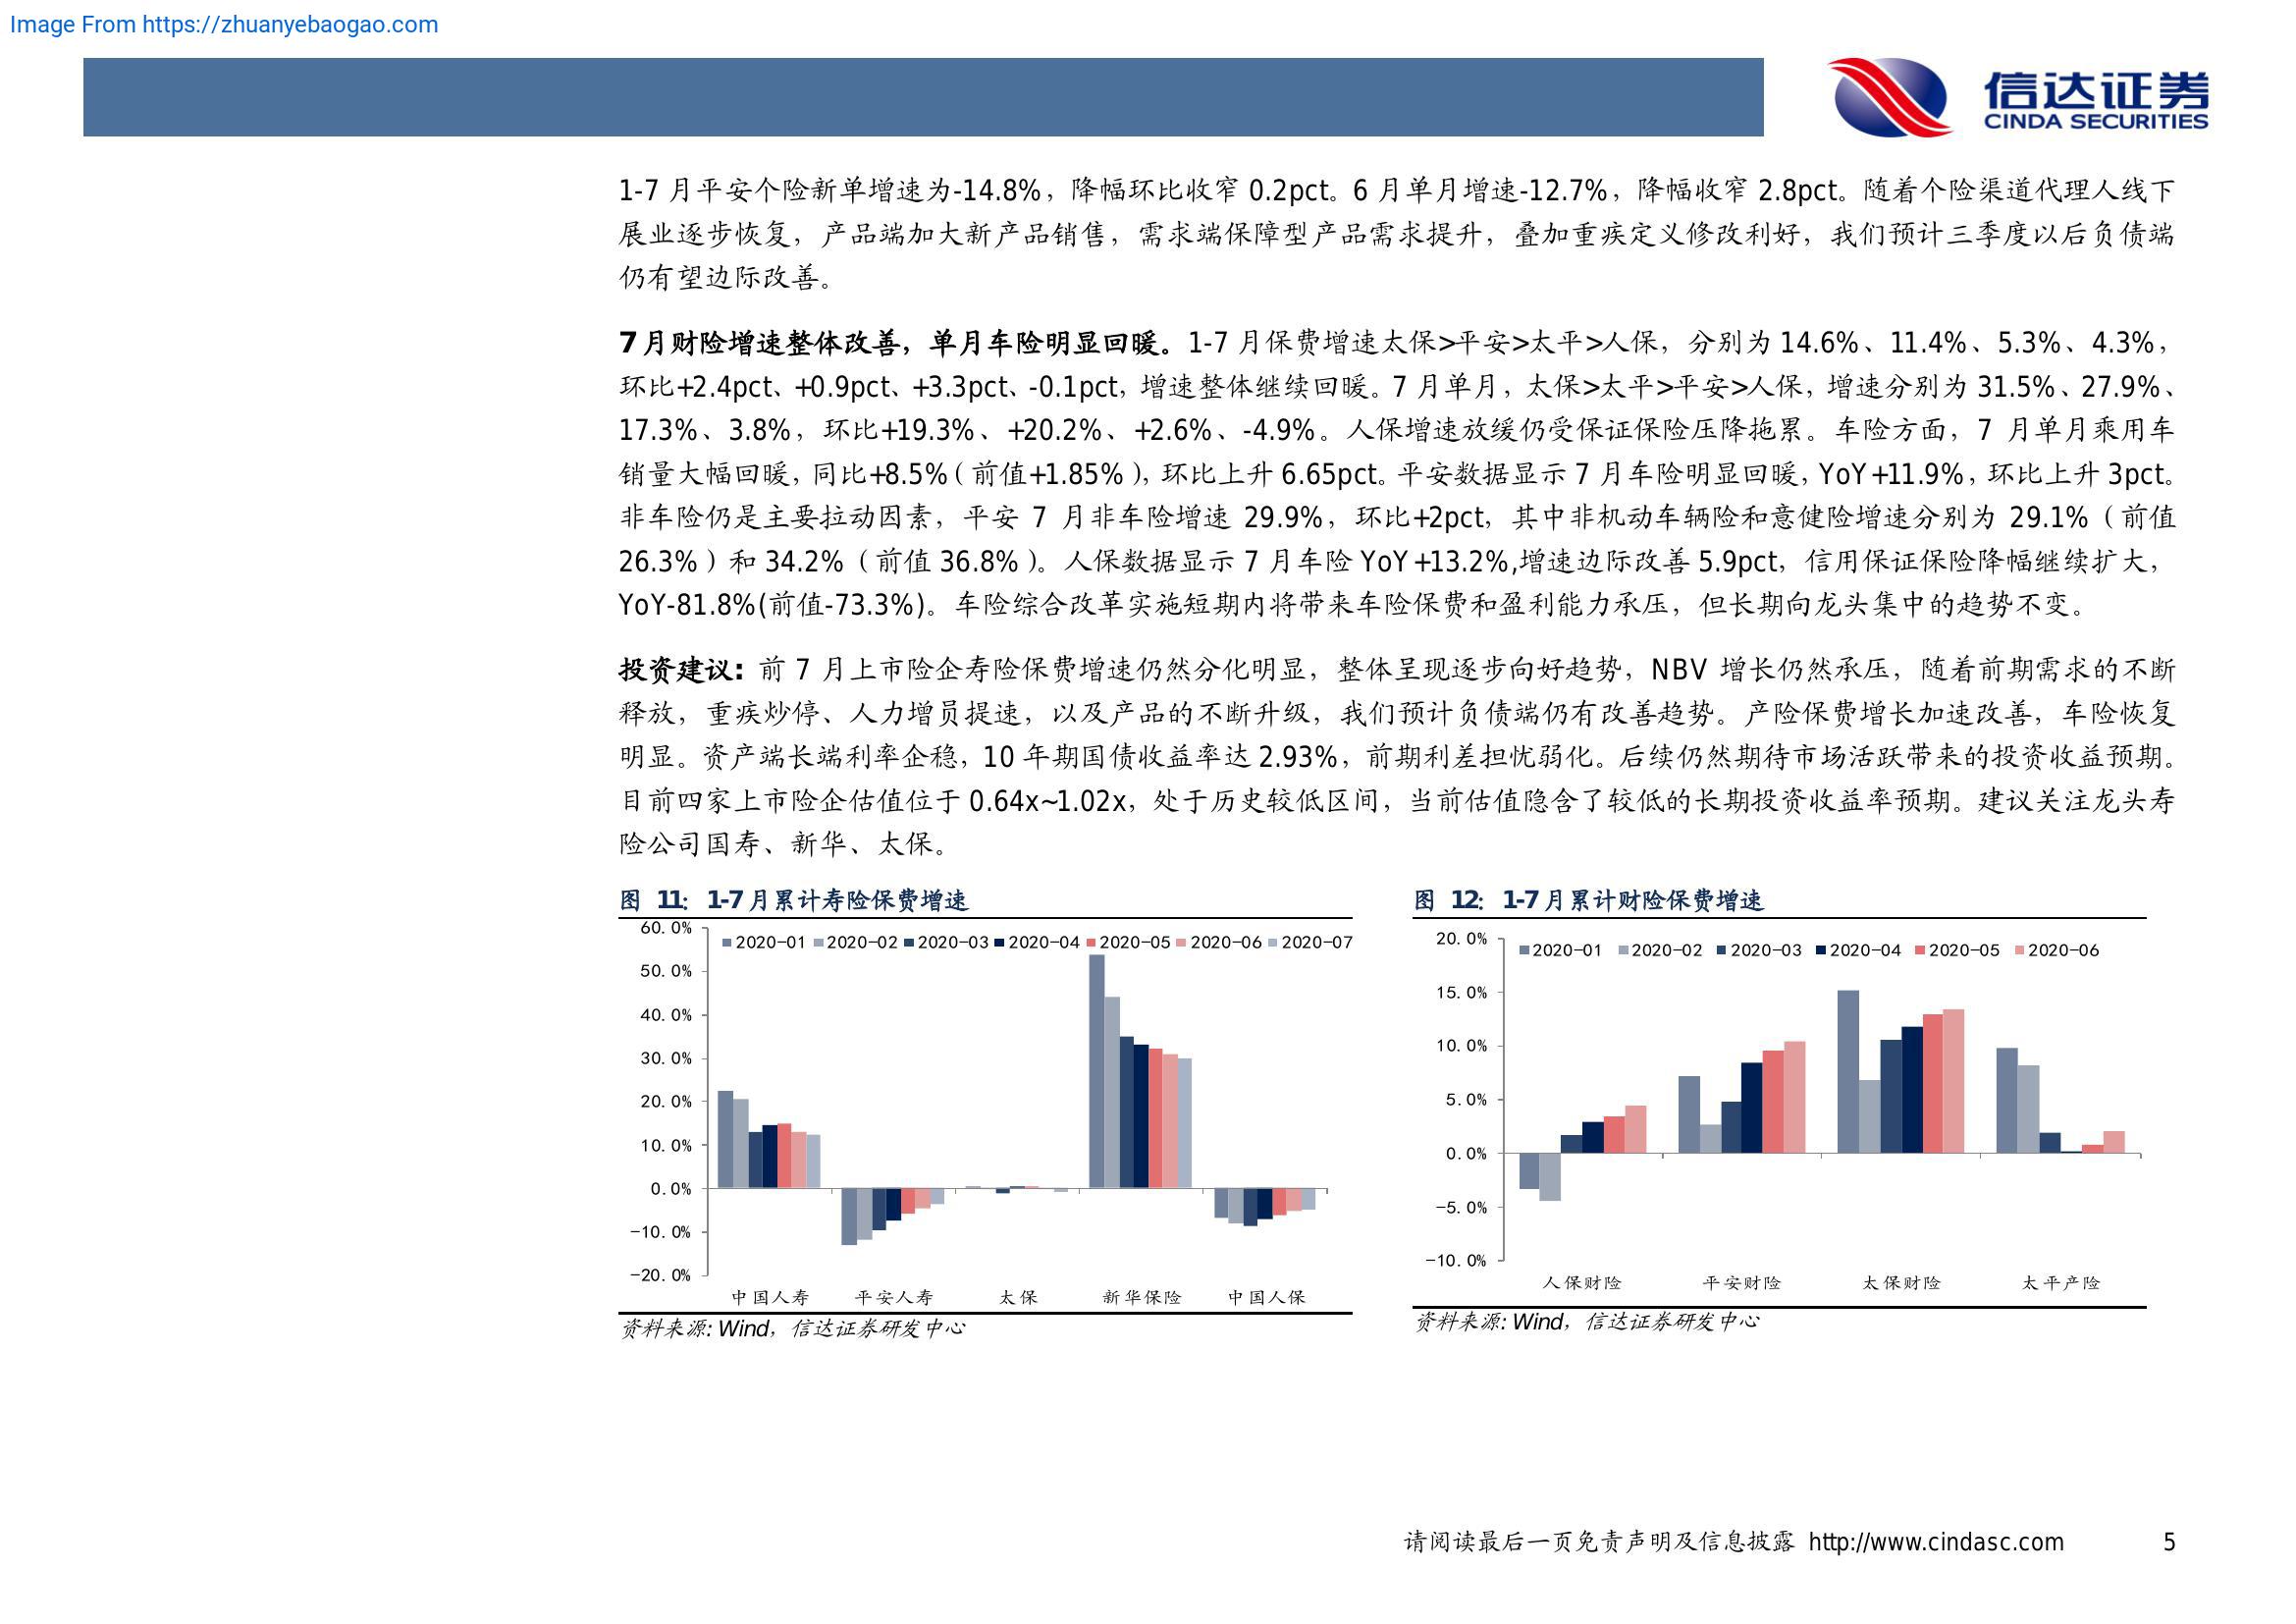 Image From https://zhuanyebaogao.com
信达证券
CINDA SECURITIES
1-7 月平安个险新单增速为-14.8%，降幅环比收窄 0.2pct。6 月单月增速-12.7%，降幅收窄 2.8pct。随着个险渠道代理人线下
展业逐步恢复，产品端加大新产品销售，需求端保障型产品需求提升，叠加重疾定义修改利好，我们预计三季度以后负债端
仍有望边际改善。
7 月财险增速整体改善，单月车险明显回暖。1-7 月保费增速太保>平安>太平>人保，分别为 14.6%、11.4%、5.3%、4.3%，
环比+2.4pct、+0.9pct、+3.3pct、-0.1pct，增速整体继续回暖。7 月单月，太保>太平>平安>人保，增速分别为 31.5%、27.9%、
17.3%、3.8%，环比+19.3%、+20.2%、+2.6%、-4.9%。人保增速放缓仍受保证保险压降拖累。车险方面，7 月单月乘用车
销量大幅回暖，同比+8.5%（前值+1.85%），环比上升 6.65pct。平安数据显示 7 月车险明显回暖，YoY+11.9%，环比上升 3pct。
非车险仍是主要拉动因素，平安 7 月非车险增速 29.9%，环比+2pct，其中非机动车辆险和意健险增速分别为 29.1%（前值
26.3%）和 34.2%（前值 36.8%）。人保数据显示 7 月车险 YoY+13.2%,增速边际改善 5.9pct，信用保证保险降幅继续扩大，
YoY-81.8%(前值-73.3%)。车险综合改革实施短期内将带来车险保费和盈利能力承压，但长期向龙头集中的趋势不变。
投资建议：前 7 月上市险企寿险保费增速仍然分化明显，整体呈现逐步向好趋势，NBV 增长仍然承压，随着前期需求的不断
释放，重疾炒停、人力增员提速，以及产品的不断升级，我们预计负债端仍有改善趋势。产险保费增长加速改善，车险恢复
明显。资产端长端利率企稳，10 年期国债收益率达 2.93%，前期利差担忧弱化。后续仍然期待市场活跃带来的投资收益预期。
目前四家上市险企估值位于 0.64x~1.02x，处于历史较低区间，当前估值隐含了较低的长期投资收益率预期。建议关注龙头寿
险公司国寿、新华、太保。
图 11：1-7 月累计寿险保费增速
60.0%
50.0%
40.0%
30.0%
20.0%
10.0%
0.0%
-10.0%
-20.0%
2020-01 2020-02 2020-03 2020-04 2020-05 2020-06 2020-07
中国人寿 平安人寿 太保 新华保险 中国人保
资料来源: Wind，信达证券研发中心
图 12：1-7 月累计财险保费增速
20.0%
15.0%
10.0%
5.0%
0.0%
-5.0%
-10.0%
2020-01 2020-02 2020-03 2020-04 2020-05 2020-06
人保财险 平安财险 太保财险 太平产险
资料来源: Wind，信达证券研发中心
请阅读最后一页免责声明及信息披露 http://www.cindasc.com 5